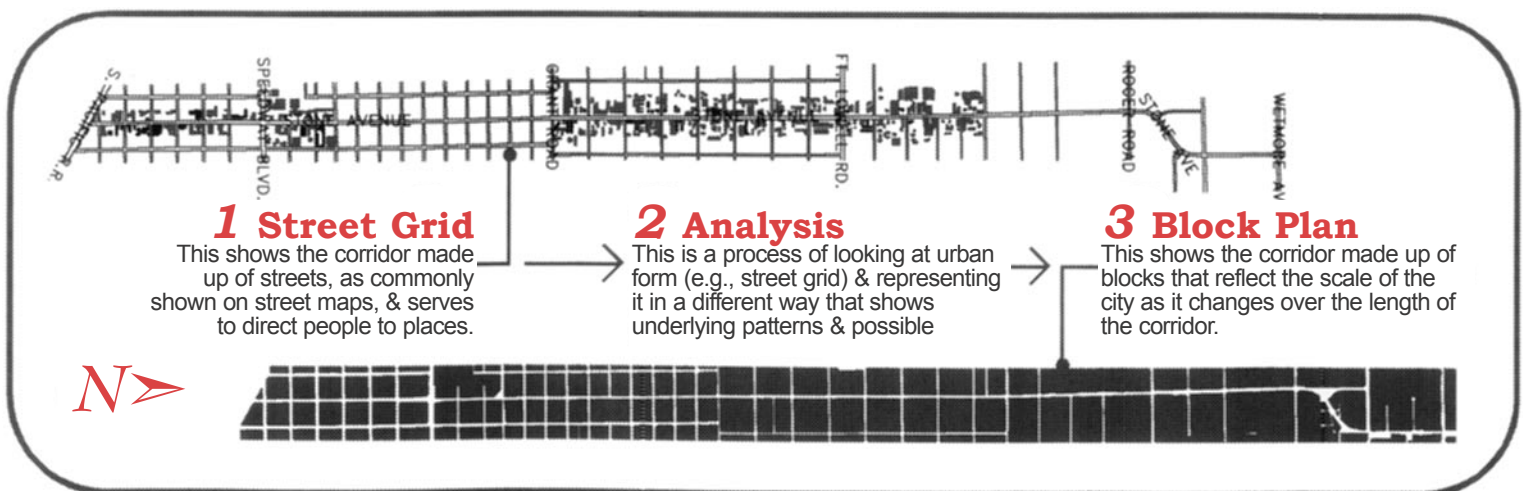 S. PACIFIC R.R.
SPEEDWAY BLVD.
AVENUE
GRANT ROAD
AVENUE
FT. LOWELL RD.
ROGER ROAD
STONE AVE
WETMORE AV
1 Street Grid
This shows the corridor made
up of streets, as commonly
shown on street maps, & serves
to direct people to places.
2 Analysis
This is a process of looking at urban
form (e.g., street grid) & representing
it in a different way that shows
underlying patterns & possible
3 Block Plan
This shows the corridor made up of
blocks that reflect the scale of the
city as it changes over the length of
the corridor.
N